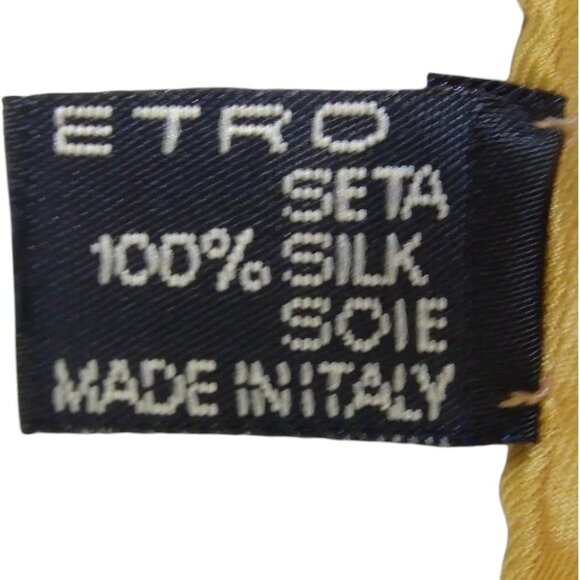 ETRO
SETA
100% SILK
SOIE
MADE IN ITALY